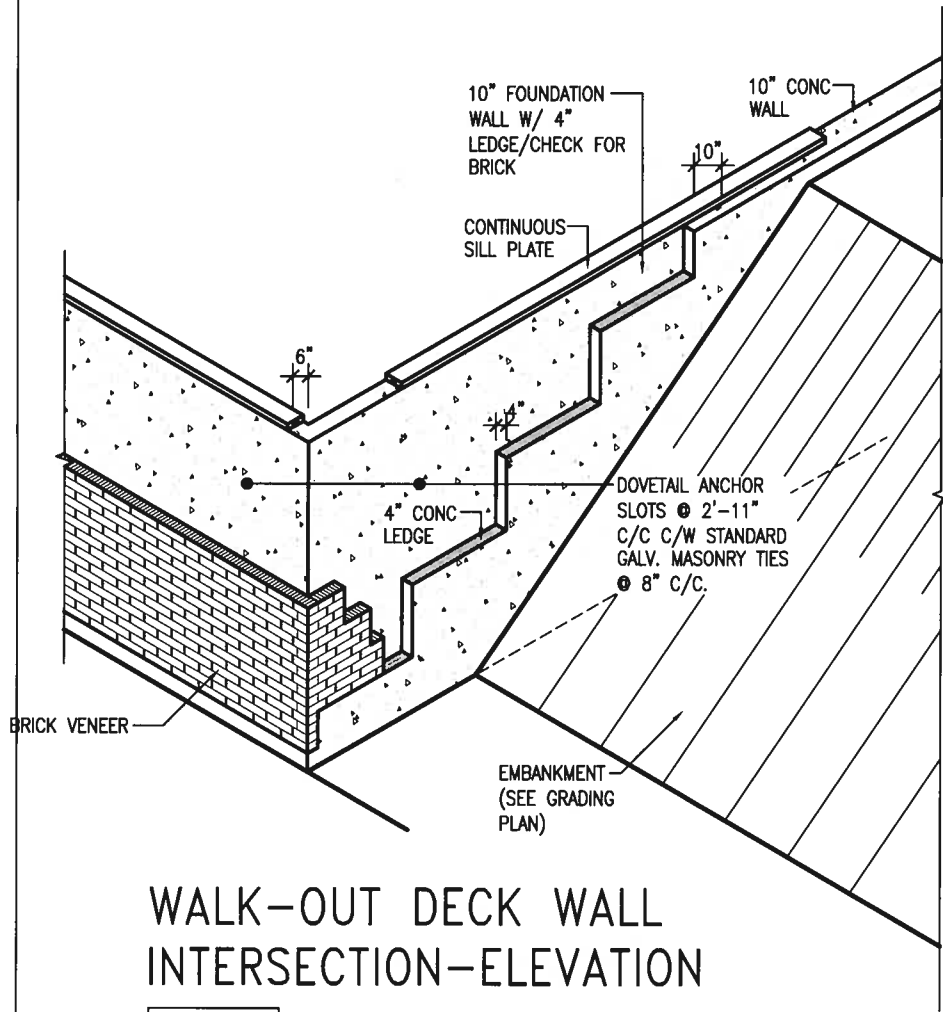 10" FOUNDATION
WALL W/ 4"
LEDGE/CHECK FOR
BRICK
10" CONC
WALL
10"
CONTINUOUS
SILL PLATE
6"
4"
DOVETAIL ANCHOR
SLOTS @ 2'-11"
C/C C/W STANDARD
GALV. MASONRY TIES
@ 8" C/C.
4" CONC
LEDGE
BRICK VENEER
EMBANKMENT
(SEE GRADING
PLAN)
WALK-OUT DECK WALL
INTERSECTION-ELEVATION